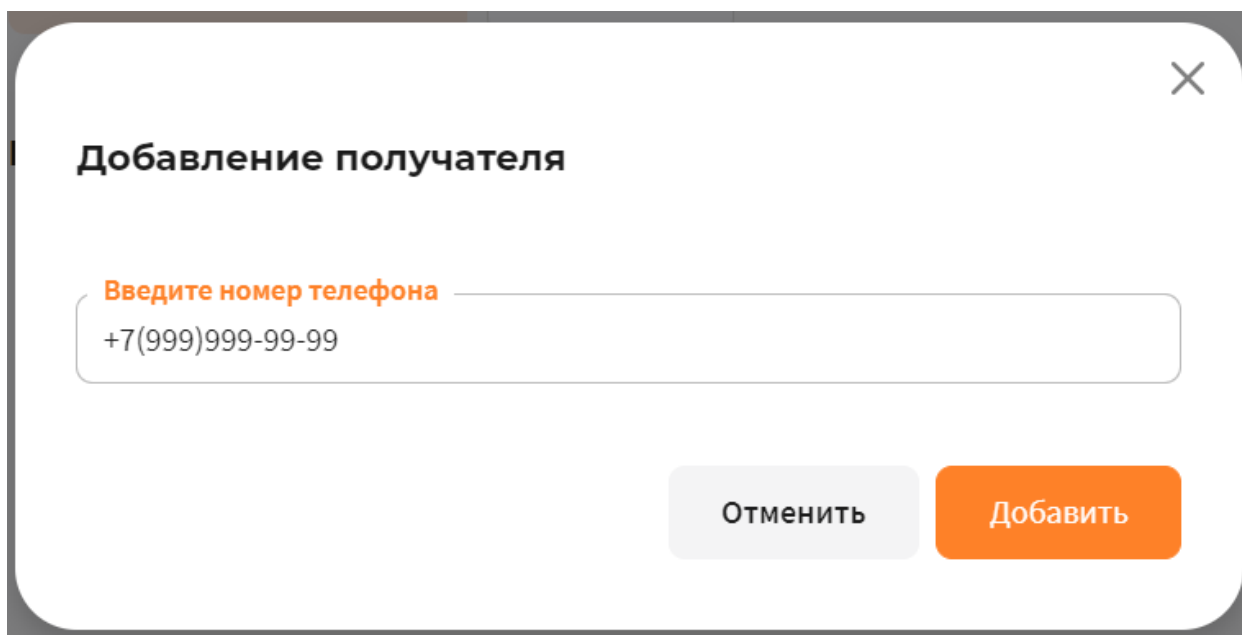 Добавление получателя
Введите номер телефона
+7(999)999-99-99
Отменить
Добавить